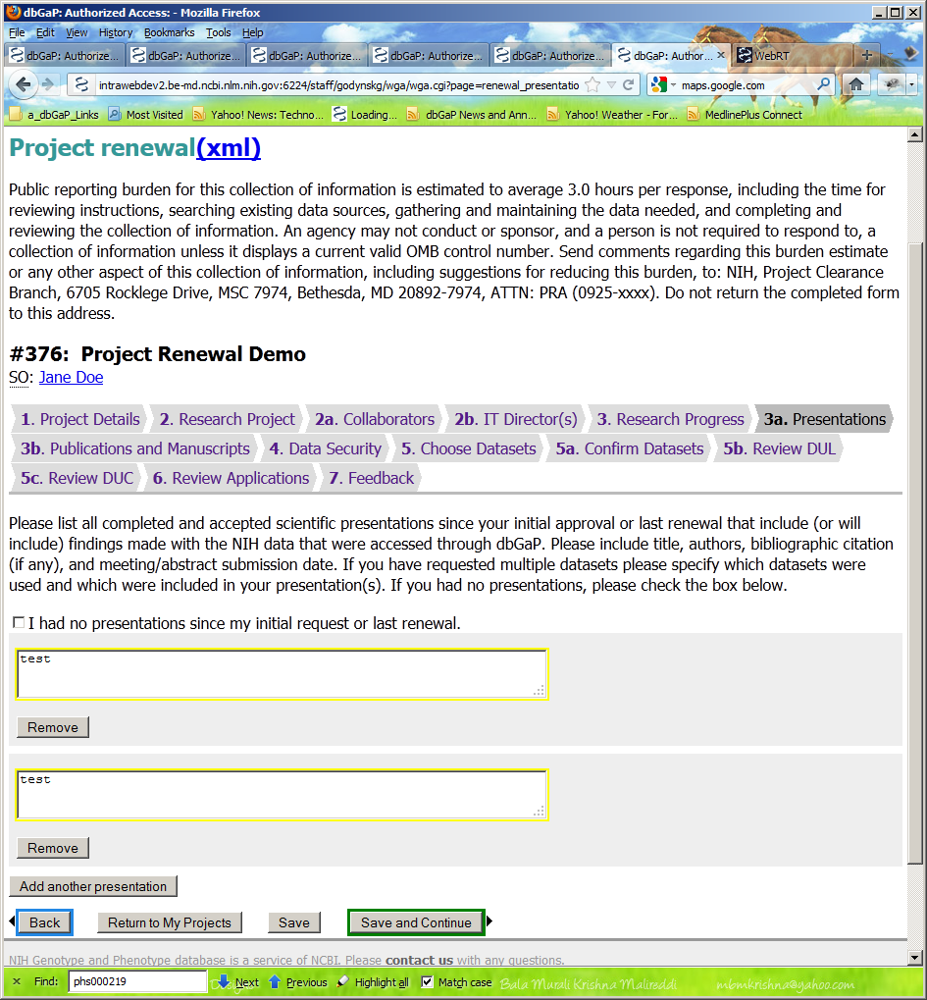 dbGaP: Authorized Access: - Mozilla Firefox
File Edit View History Bookmarks Tools Help
dbGaP: Authorize... dbGaP: Authorize... dbGaP: Authorize... dbGaP: Authorize... dbGaP: Authorize... dbGaP: Author... WebRT
intrawebdev2.be-md.ncbi.nlm.nih.gov:6224/staff/godynskg/wga/wga.cgi?page=renewal_presentatio maps.google.com
a_dbGaP_Links Most Visited Yahoo! News: Techno... Loading... dbGaP News and Ann... Yahoo! Weather - For... MedlinePlus Connect
Project renewal(xml)
Public reporting burden for this collection of information is estimated to average 3.0 hours per response, including the time for
reviewing instructions, searching existing data sources, gathering and maintaining the data needed, and completing and
reviewing the collection of information. An agency may not conduct or sponsor, and a person is not required to respond to, a
collection of information unless it displays a current valid OMB control number. Send comments regarding this burden estimate
or any other aspect of this collection of information, including suggestions for reducing this burden, to: NIH, Project Clearance
Branch, 6705 Rocklege Drive, MSC 7974, Bethesda, MD 20892-7974, ATTN: PRA (0925-xxxx). Do not return the completed form
to this address.
#376: Project Renewal Demo
SO: Jane Doe
1. Project Details 2. Research Project 2a. Collaborators 2b. IT Director(s) 3. Research Progress 3a. Presentations
3b. Publications and Manuscripts 4. Data Security 5. Choose Datasets 5a. Confirm Datasets 5b. Review DUL
5c. Review DUC 6. Review Applications 7. Feedback
Please list all completed and accepted scientific presentations since your initial approval or last renewal that include (or will
include) findings made with the NIH data that were accessed through dbGaP. Please include title, authors, bibliographic citation
(if any), and meeting/abstract submission date. If you have requested multiple datasets please specify which datasets were
used and which were included in your presentation(s). If you had no presentations, please check the box below.
I had no presentations since my initial request or last renewal.
test
Remove
test
Remove
Add another presentation
Back Return to My Projects Save Save and Continue
NIH Genotype and Phenotype database is a service of NCBI. Please contact us with any questions.
Find: phs000219 Next Previous Highlight all Match case Bala Murali Krishna Malireddi mbmkrishna@yahoo.com